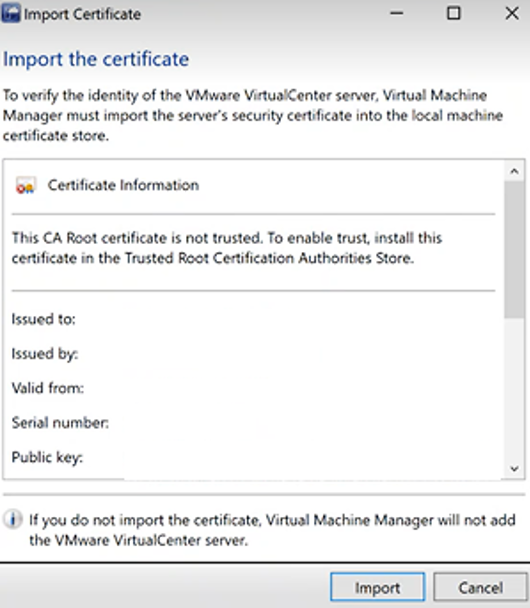 Import Certificate
Import the certificate
To verify the identity of the VMware VirtualCenter server, Virtual Machine
Manager must import the server's security certificate into the local machine
certificate store.
Certificate Information
This CA Root certificate is not trusted. To enable trust, install this
certificate in the Trusted Root Certification Authorities Store.
Issued to:
Issued by:
Valid from:
Serial number:
Public key:
If you do not import the certificate, Virtual Machine Manager will not add
the VMware VirtualCenter server.
Import Cancel